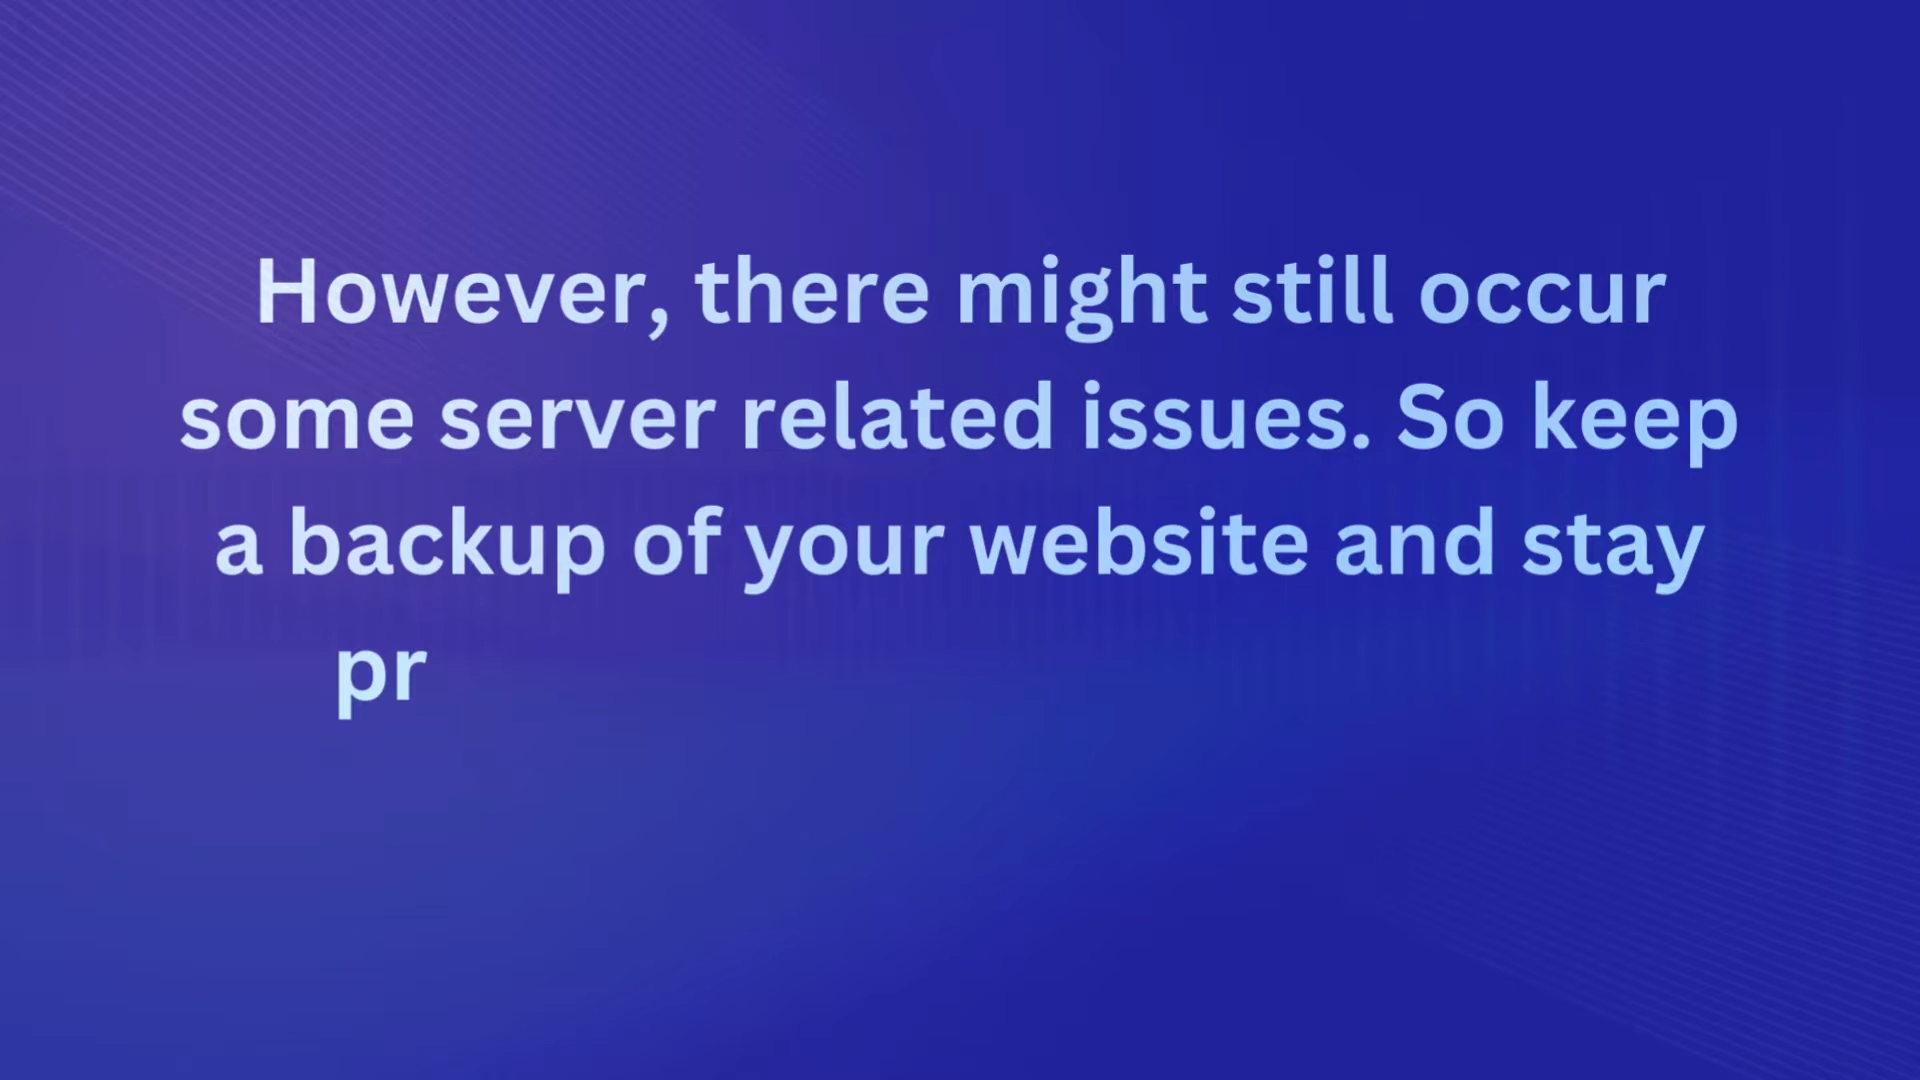 However, there might still occur
some server related issues. So keep
a backup of your website and stay
pr